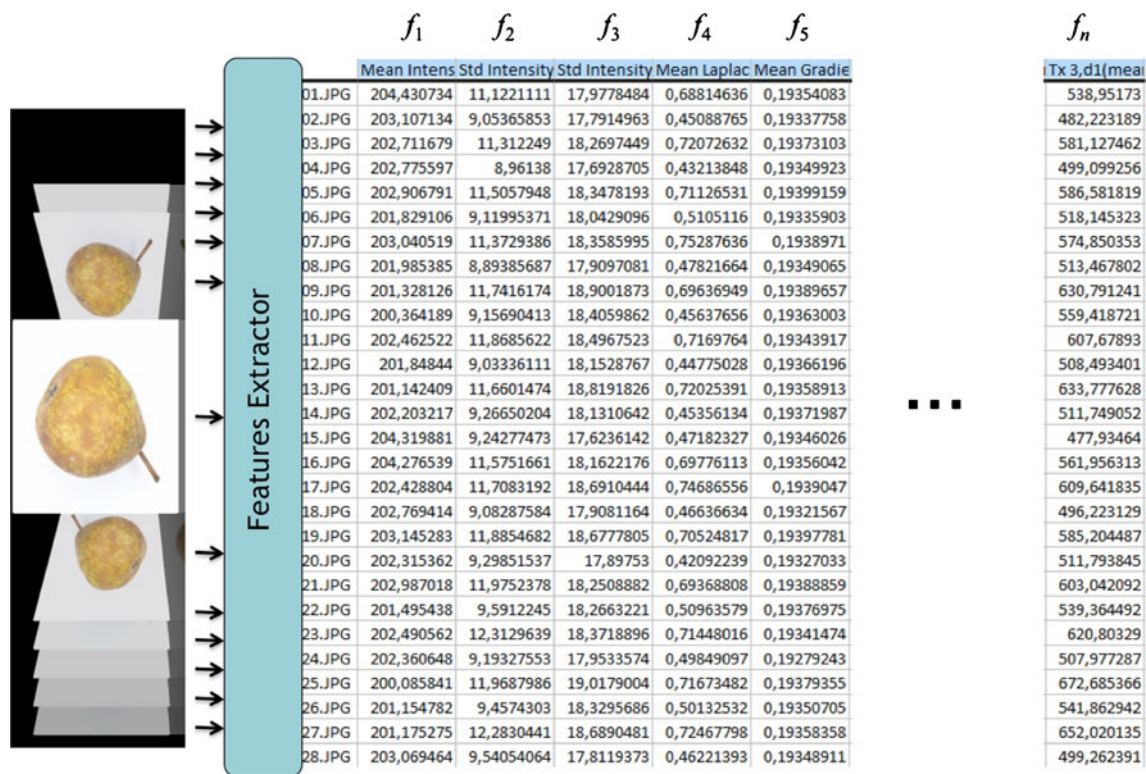 f1 f2 f3 f4 f5 fn
Mean Intens Std Intensity Std Intensity Mean Laplac Mean Gradie Tx 3,d1(mea
01.JPG 204,430734 11,1221111 17,9778484 0,68814636 0,19354083 538,95173
02.JPG 203,107134 9,05365853 17,7914963 0,45088765 0,19337758 482,223189
03.JPG 202,711679 11,312249 18,2697449 0,72072632 0,19373103 581,127462
04.JPG 202,775597 8,96138 17,6928705 0,43213848 0,19349923 499,099256
05.JPG 202,906791 11,5057948 18,3478193 0,71126531 0,19399159 586,581819
06.JPG 201,829106 9,11995371 18,0429096 0,5105116 0,19335903 518,145323
07.JPG 203,040519 11,3729386 18,3585995 0,75287636 0,1938971 574,850353
08.JPG 201,985385 8,89385687 17,9097081 0,47821664 0,19349065 513,467802
09.JPG 201,328126 11,7416174 18,9001873 0,69636949 0,19389657 630,791241
10.JPG 200,364189 9,15690413 18,4059862 0,45637656 0,19363003 559,418721
11.JPG 202,462522 11,8685622 18,4967523 0,7169764 0,19343917 607,67893
12.JPG 201,84844 9,03336111 18,1528767 0,44775028 0,19366196 508,493401
13.JPG 201,142409 11,6601474 18,8191826 0,72025391 0,19358913 633,777628
14.JPG 202,203217 9,26650204 18,1310642 0,45356134 0,19371987 ... 511,749052
15.JPG 204,319881 9,24277473 17,6236142 0,47182327 0,19346026 477,93464
16.JPG 204,276539 11,5751661 18,1622176 0,69776113 0,19356042 561,956313
17.JPG 202,428804 11,7083192 18,6910444 0,74686556 0,1939047 609,641835
18.JPG 202,769414 9,08287584 17,9081164 0,46636634 0,19321567 496,223129
19.JPG 203,145283 11,8854682 18,6777805 0,70524817 0,19397781 585,204487
20.JPG 202,315362 9,29851537 17,89753 0,42092239 0,19327033 511,793845
21.JPG 202,987018 11,9752378 18,2508882 0,69368808 0,19388859 603,042092
22.JPG 201,495438 9,5912245 18,2663221 0,50963579 0,19376975 539,364492
23.JPG 202,490562 12,3129639 18,3718896 0,71448016 0,19341474 620,80329
24.JPG 202,360648 9,19327553 17,9533574 0,49849097 0,19279243 507,977287
25.JPG 200,085841 11,9687986 19,0179004 0,71673482 0,19379355 672,685366
26.JPG 201,154782 9,4574303 18,3295686 0,50132532 0,19350705 541,862942
27.JPG 201,175275 12,2830441 18,6890481 0,72467798 0,19358358 652,020135
28.JPG 203,069464 9,54054064 17,8119373 0,46221393 0,19348911 499,262391
Features Extractor